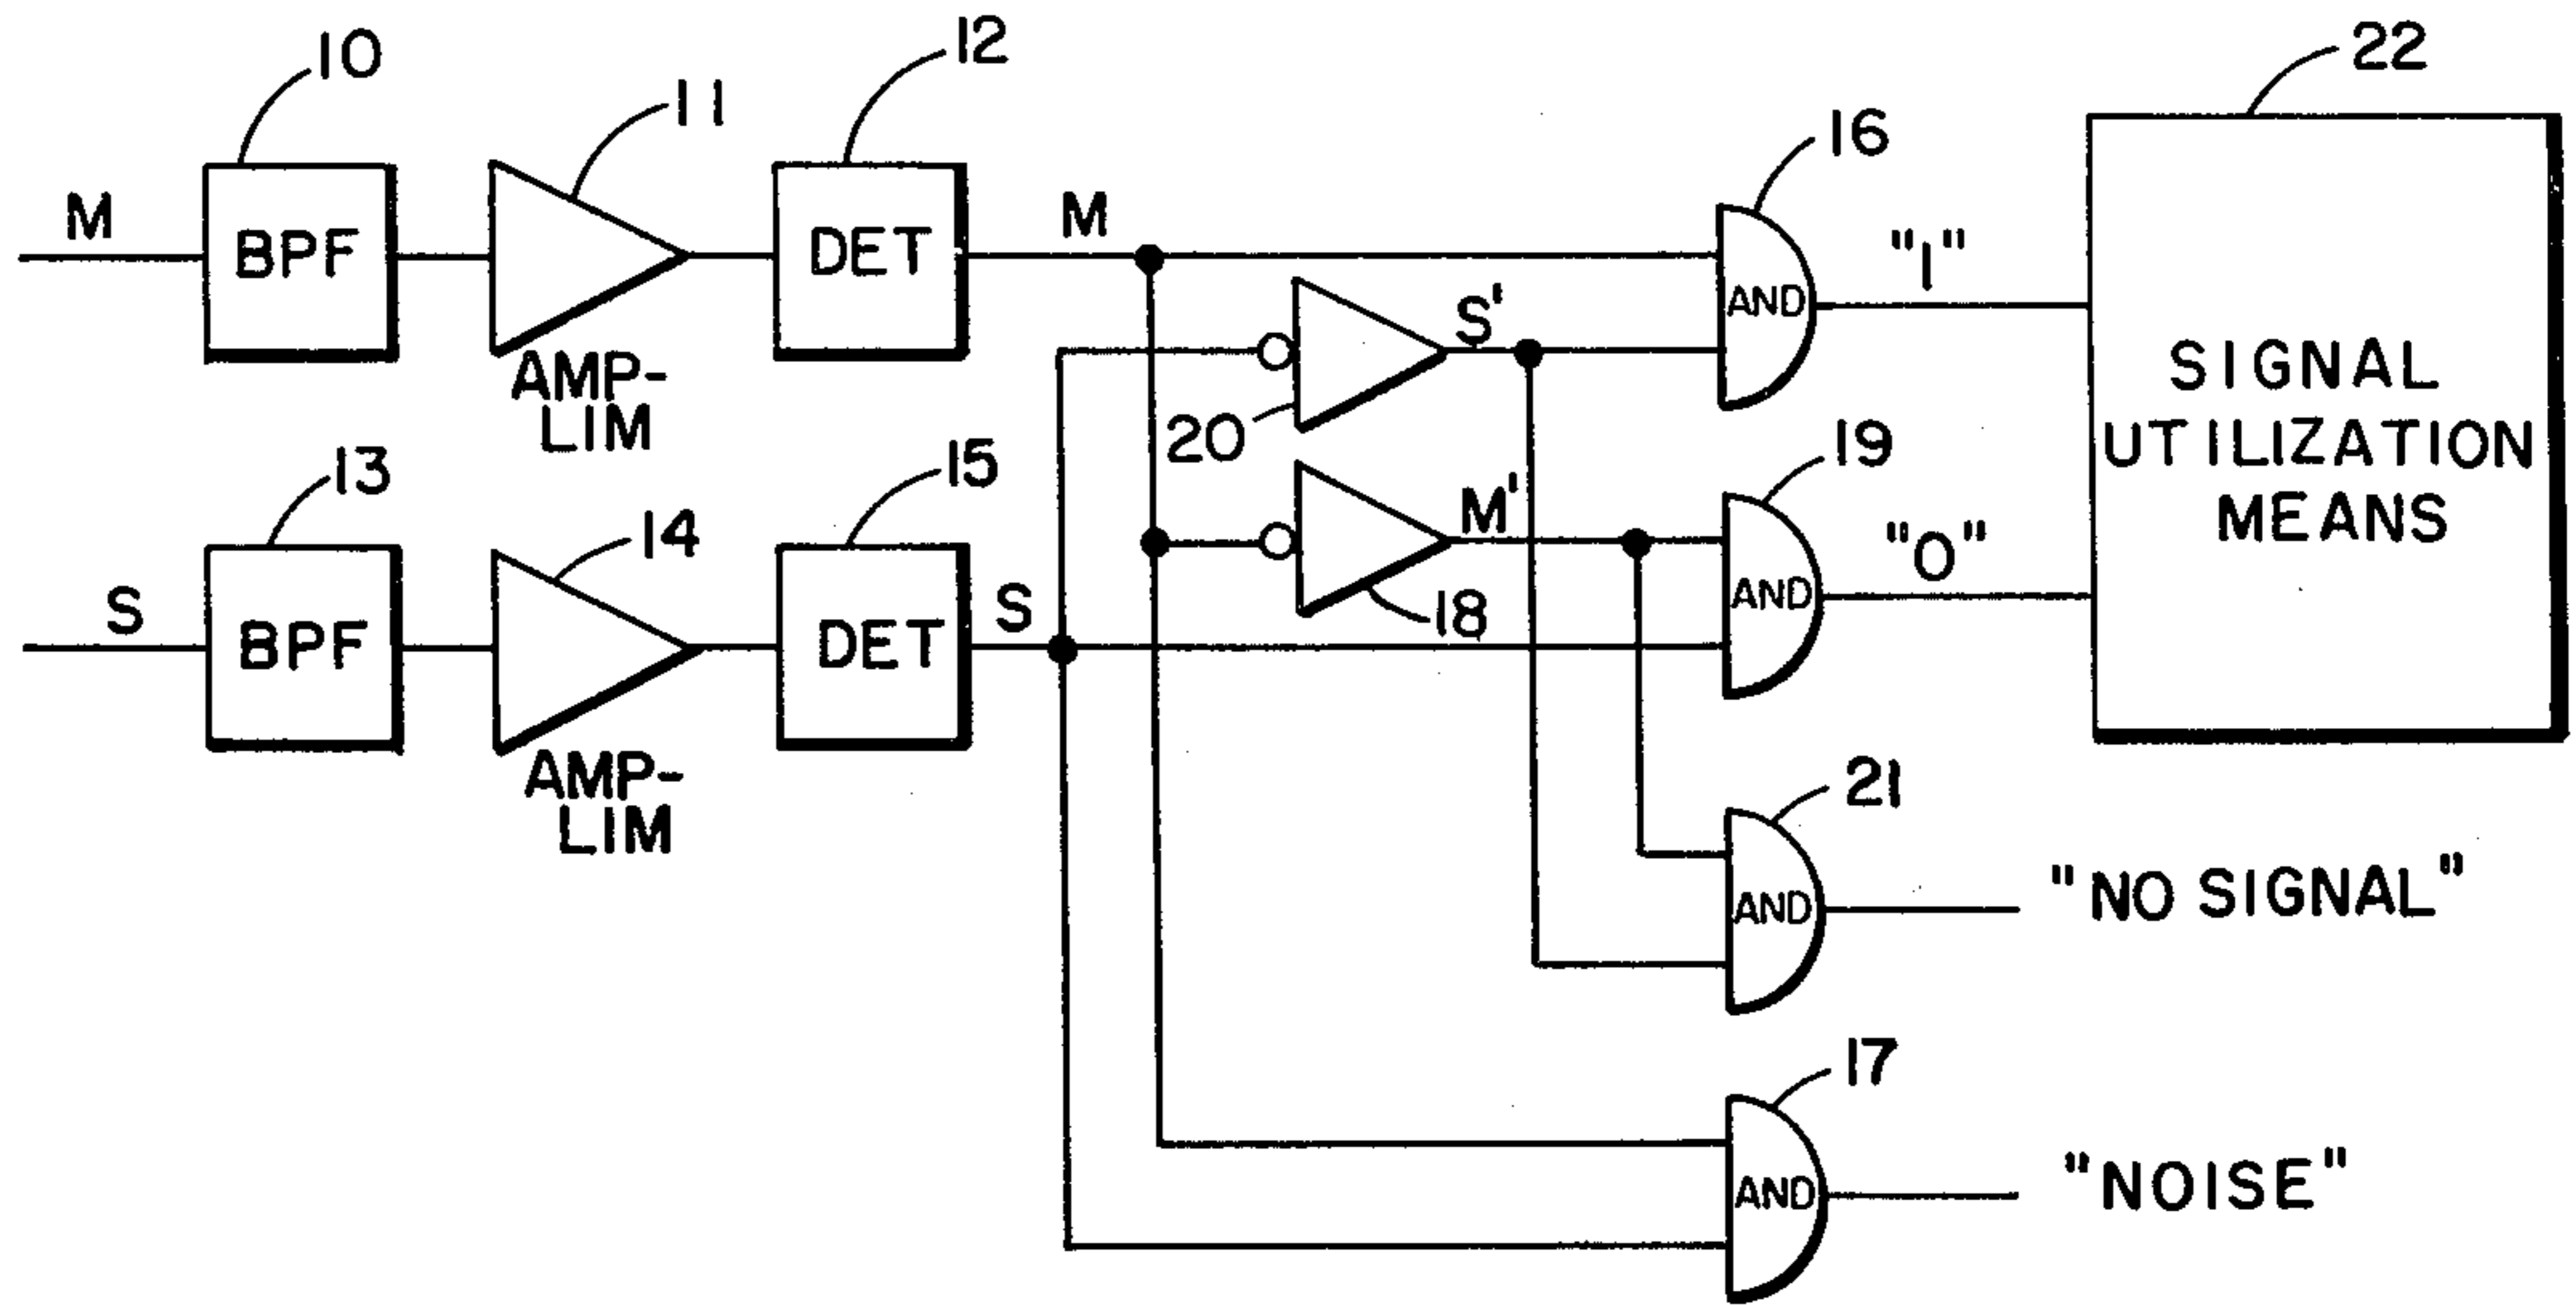 10
11
12
22
M
BPF
AMP-
LIM
DET
M
16
"1"
AND
S'
20
SIGNAL
UTILIZATION
MEANS
13
14
15
S
BPF
AMP-
LIM
DET
S
M'
18
19
"0"
AND
21
AND
"NO SIGNAL"
17
AND
"NOISE"